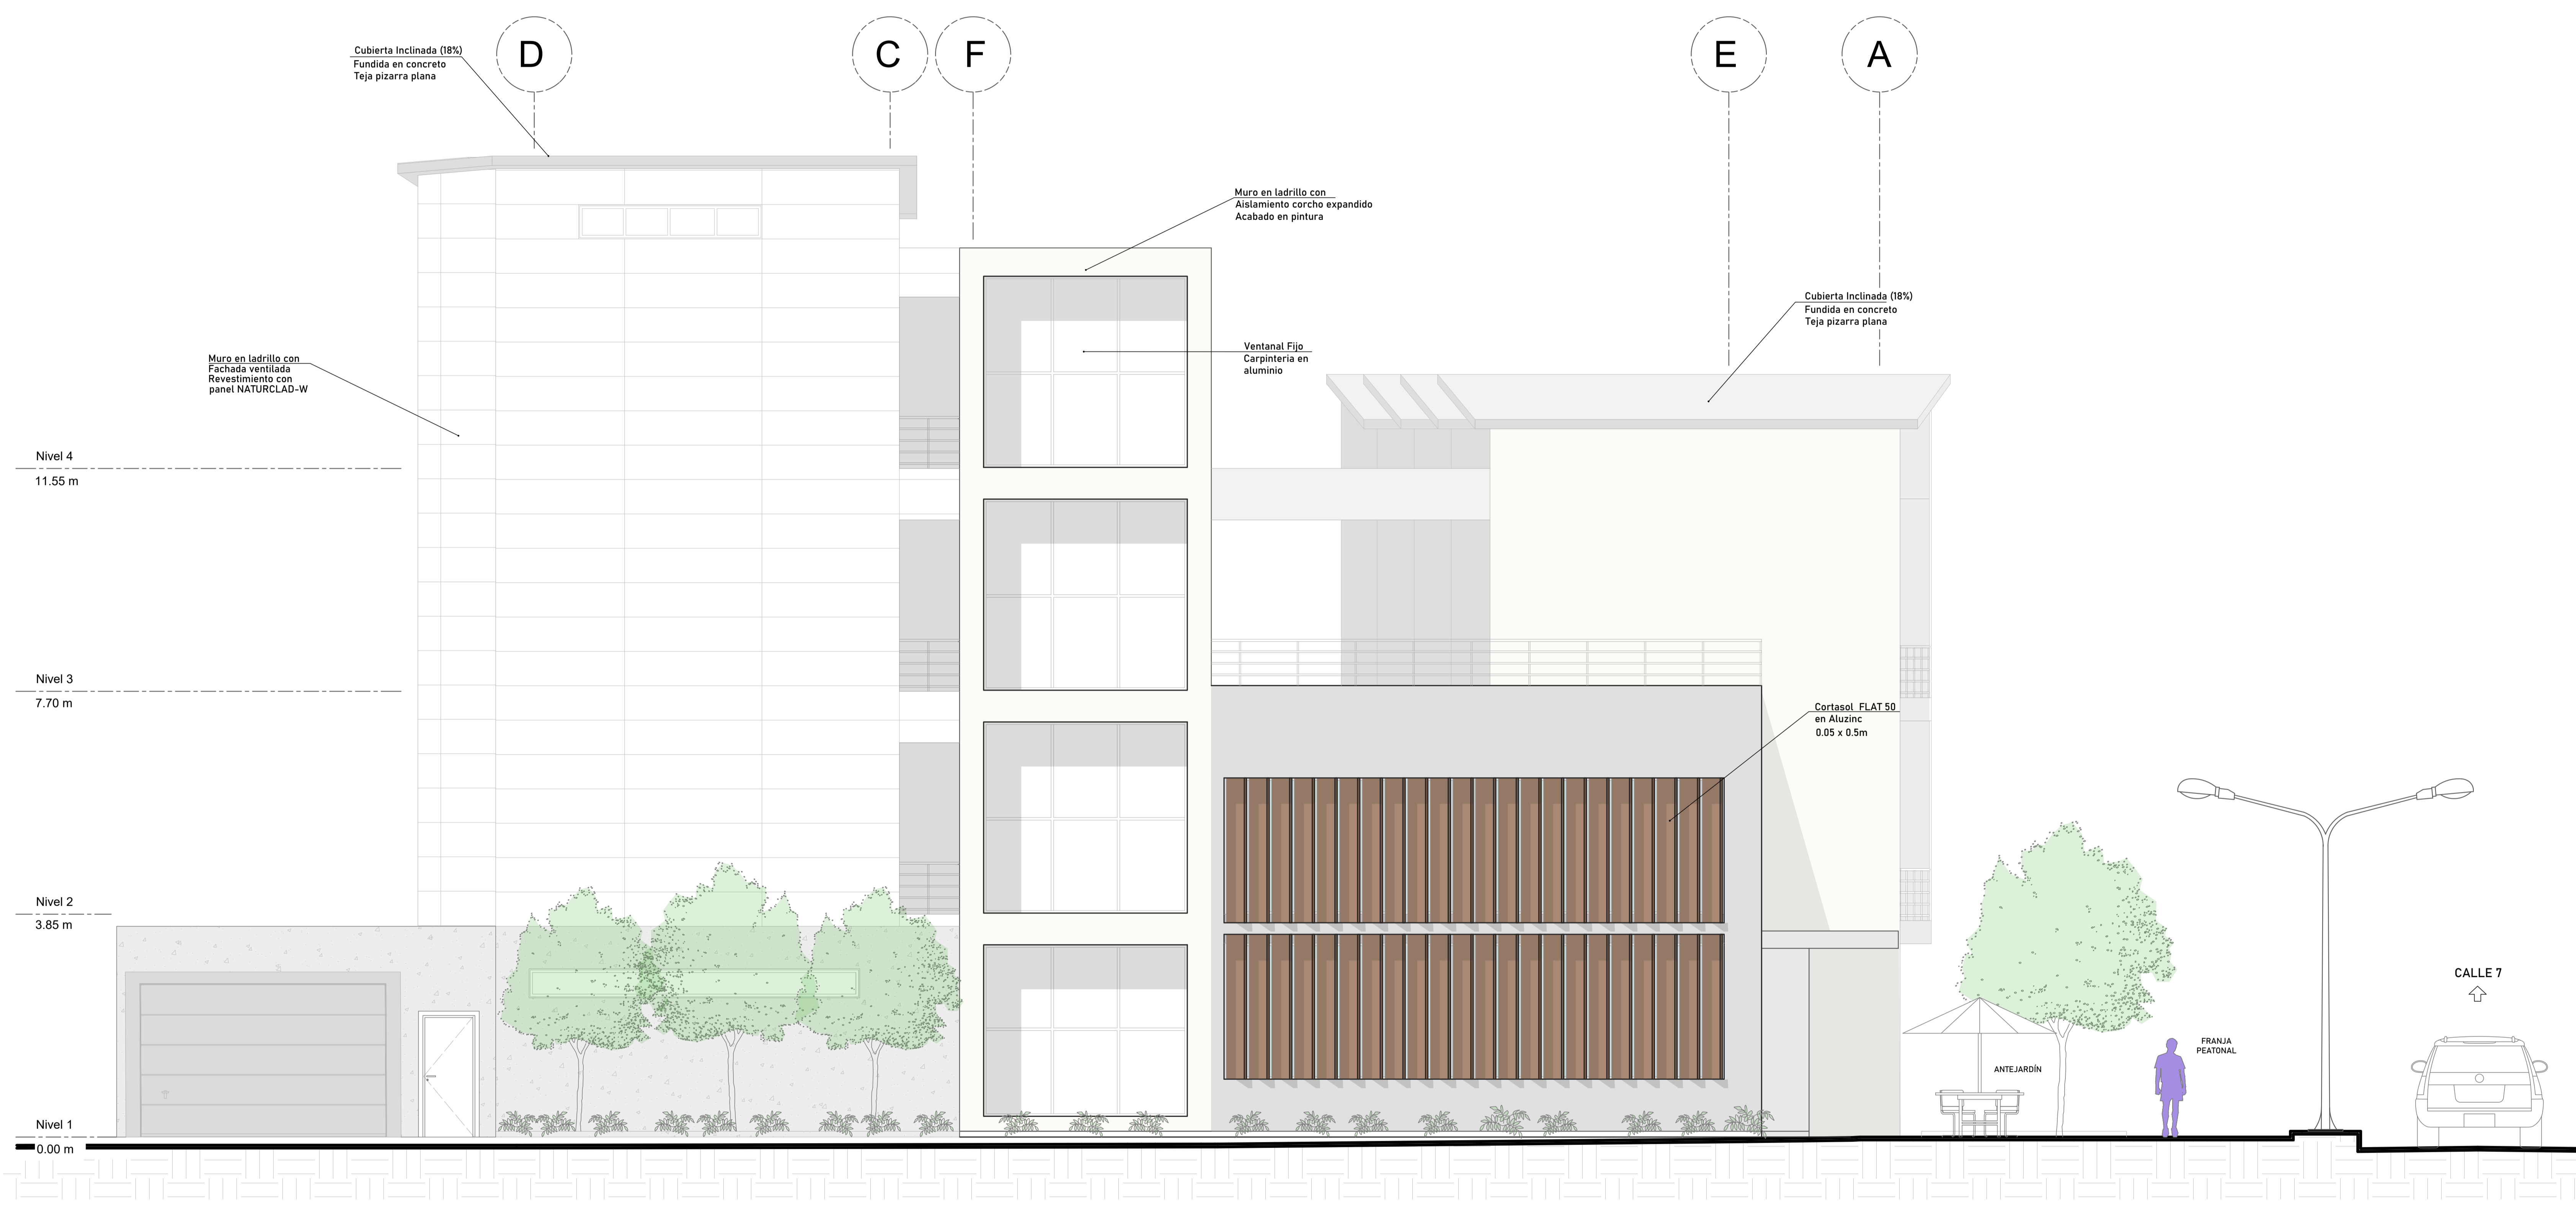 D
C
F
E
A
Cubierta Inclinada (18%)
Fundida en concreto
Teja pizarra plana
Muro en ladrillo con
Aislamiento corcho expandido
Acabado en pintura
Cubierta Inclinada (18%)
Fundida en concreto
Teja pizarra plana
Ventanal Fijo
Carpinteria en
aluminio
Muro en ladrillo con
Fachada ventilada
Revestimiento con
panel NATURCLAD-W
Nivel 4
11.55 m
Nivel 3
7.70 m
Cortasol FLAT 50
en Aluzinc
0.05 x 0.5m
Nivel 2
3.85 m
CALLE 7
FRANJA
PEATONAL
ANTEJARDÍN
Nivel 1
0.00 m